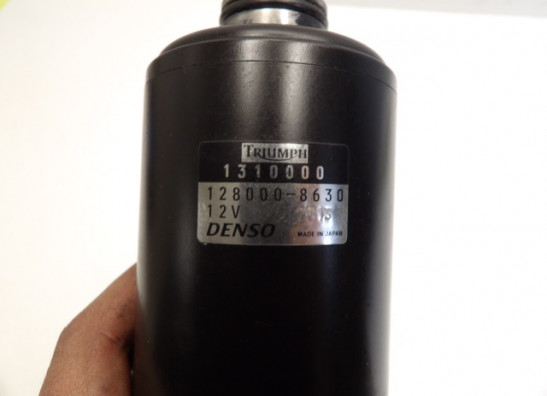 TRIUMPH
1310000
128000-8630
12V
DENSO MADE IN JAPAN